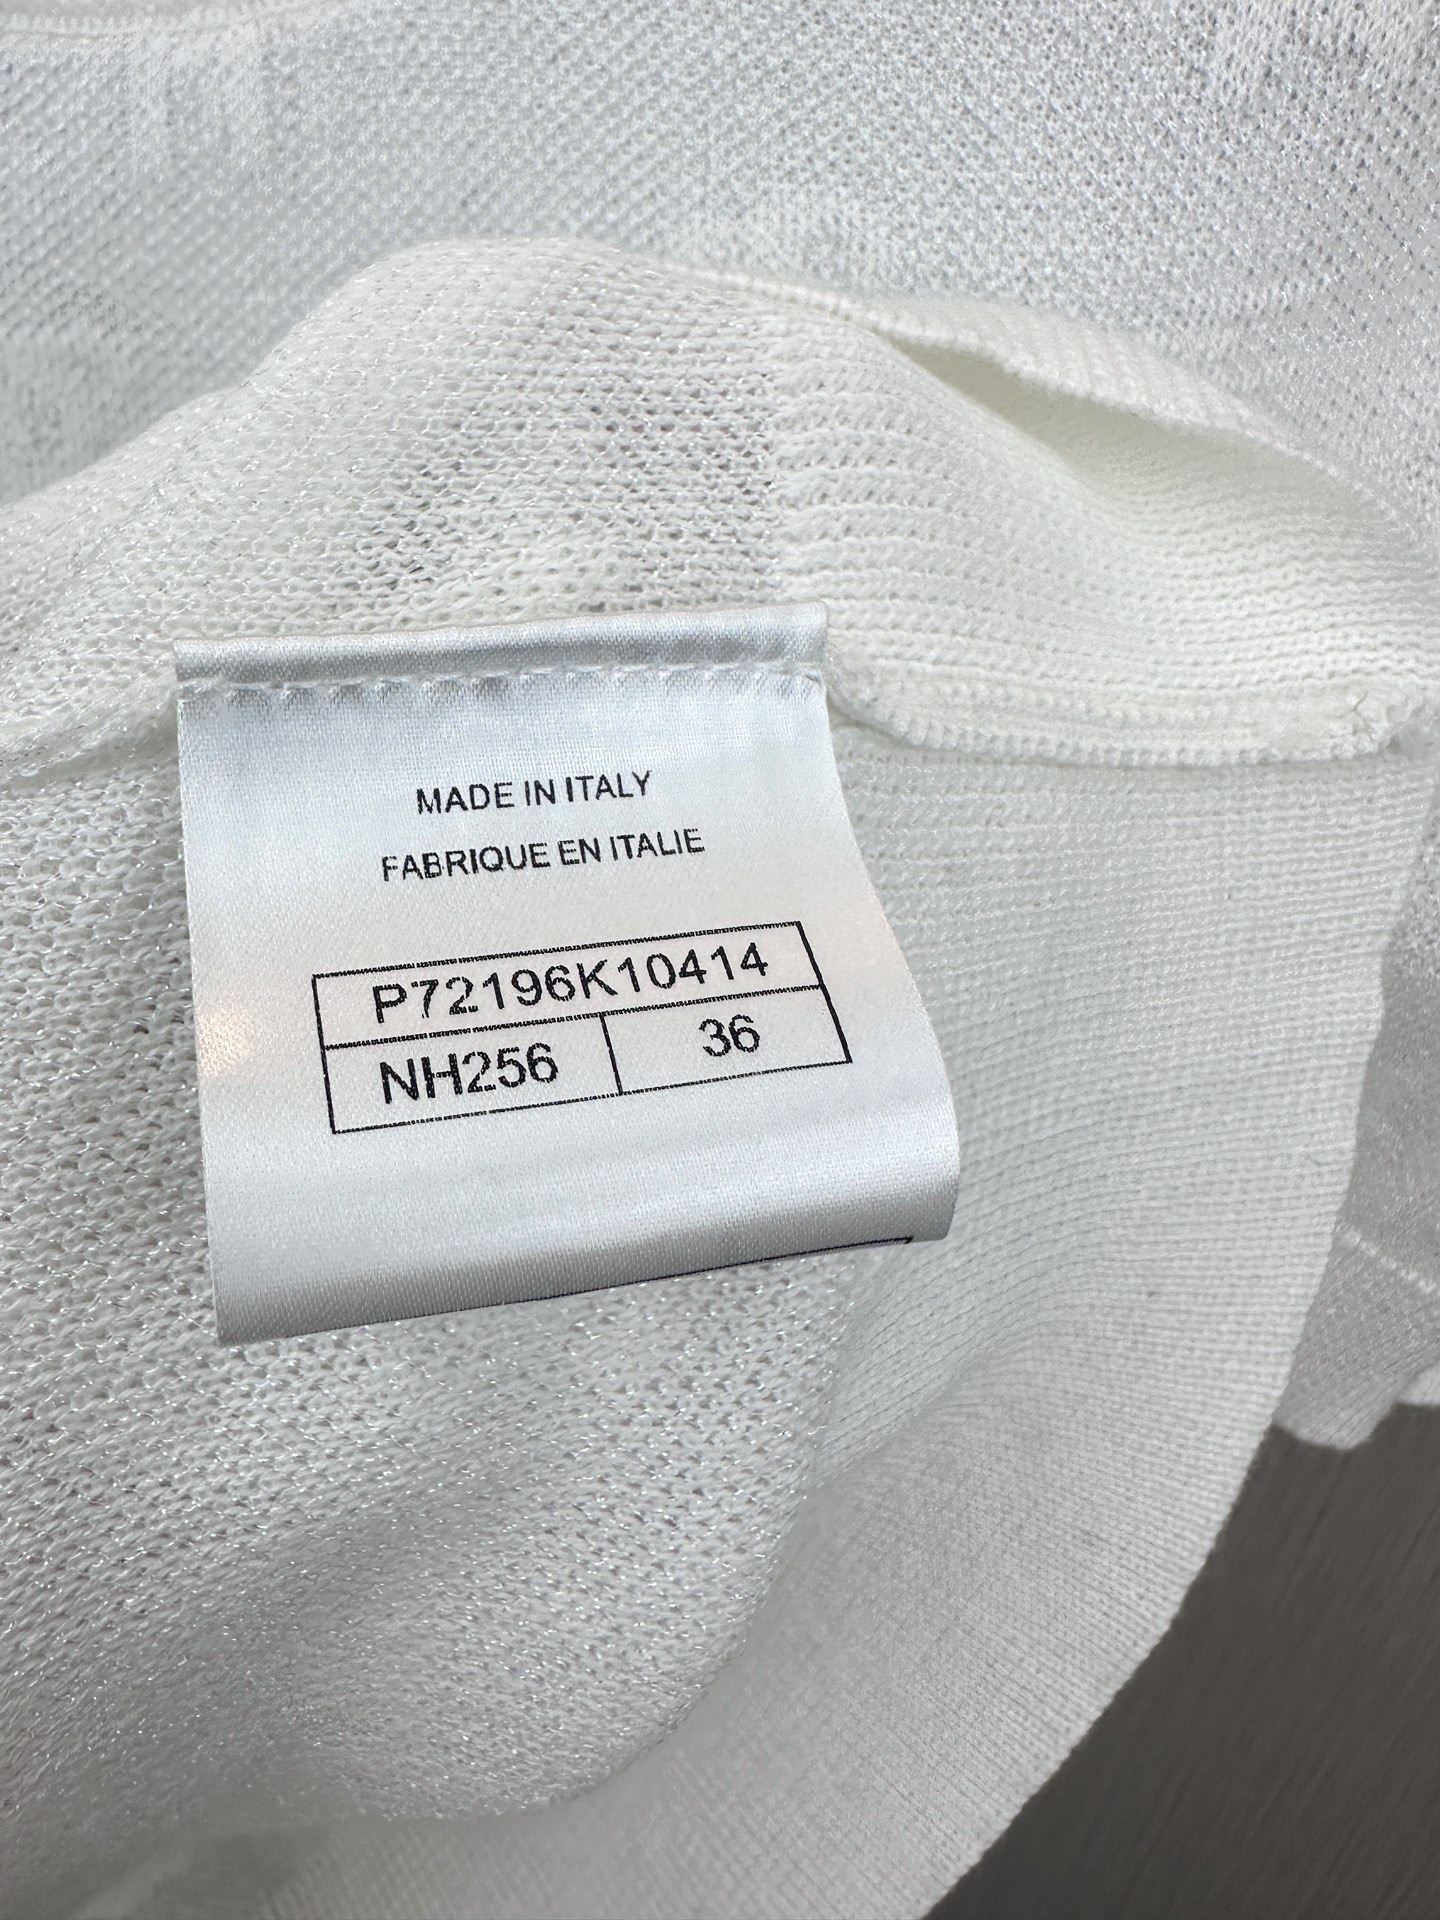 MADE IN ITALY
FABRIQUE EN ITALIE
P72196K10414
NH256 36